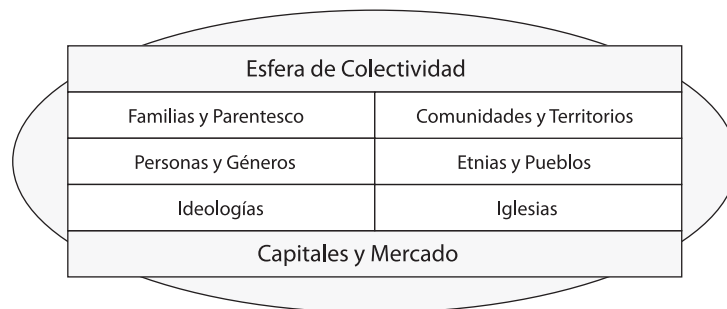 Esfera de Colectividad
Familias y Parentesco
Comunidades y Territorios
Personas y Géneros
Etnias y Pueblos
Ideologías
Iglesias
Capitales y Mercado